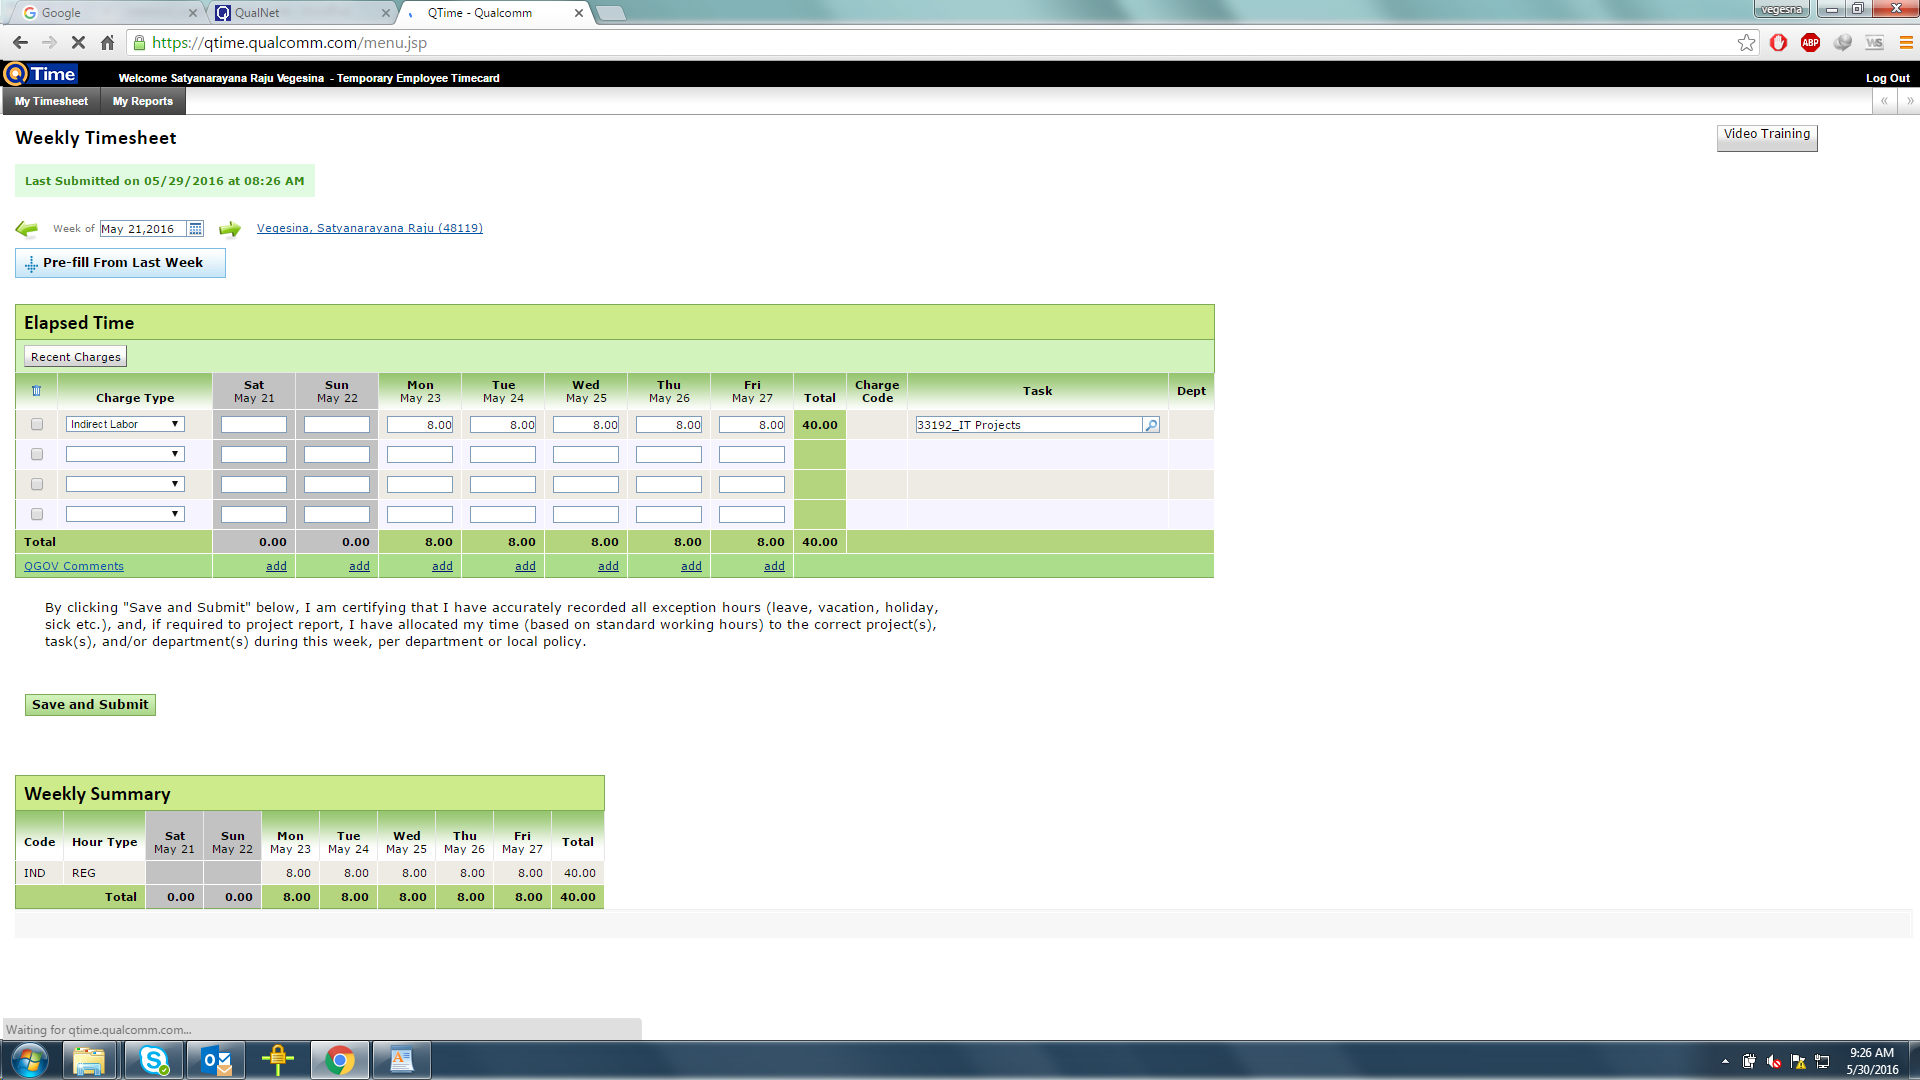 Google
QualNet
QTime - Qualcomm
vegesna
https://qtime.qualcomm.com/menu.jsp
ABP
WS
Q Time
Welcome Satyanarayana Raju Vegesina - Temporary Employee Timecard
Log Out
My Timesheet
My Reports
«
»
Weekly Timesheet
Video Training
Last Submitted on 05/29/2016 at 08:26 AM
Week of May 21,2016
Vegesina, Satyanarayana Raju (48119)
Pre-fill From Last Week
Elapsed Time
Recent Charges
Sat Sun Mon Tue Wed Thu Fri Charge
Charge Type May 21 May 22 May 23 May 24 May 25 May 26 May 27 Total Code Task Dept
Indirect Labor 8.00 8.00 8.00 8.00 8.00 40.00 33192_IT Projects
Total 0.00 0.00 8.00 8.00 8.00 8.00 8.00 40.00
QGOV Comments add add add add add add add
By clicking "Save and Submit" below, I am certifying that I have accurately recorded all exception hours (leave, vacation, holiday,
sick etc.), and, if required to project report, I have allocated my time (based on standard working hours) to the correct project(s),
task(s), and/or department(s) during this week, per department or local policy.
Save and Submit
Weekly Summary
Sat Sun Mon Tue Wed Thu Fri
Code Hour Type May 21 May 22 May 23 May 24 May 25 May 26 May 27 Total
IND REG 8.00 8.00 8.00 8.00 8.00 40.00
Total 0.00 0.00 8.00 8.00 8.00 8.00 8.00 40.00
Waiting for qtime.qualcomm.com...
9:26 AM
5/30/2016